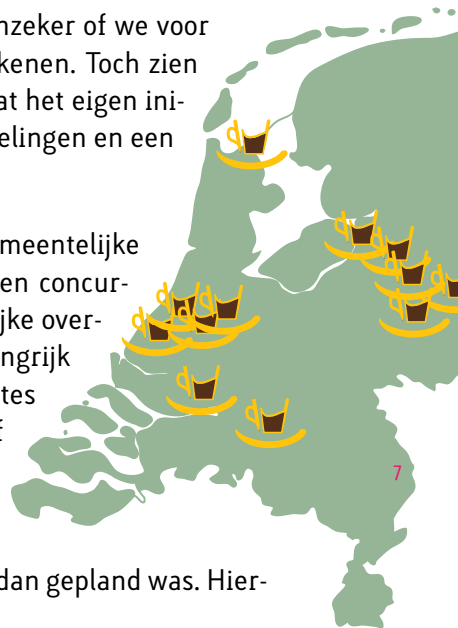 nzeker of we voor
kenen. Toch zien
at het eigen ini-
elingen en een
meentelijke
en concur-
ijke over-
ngrijk
tes
7
dan gepland was. Hier-